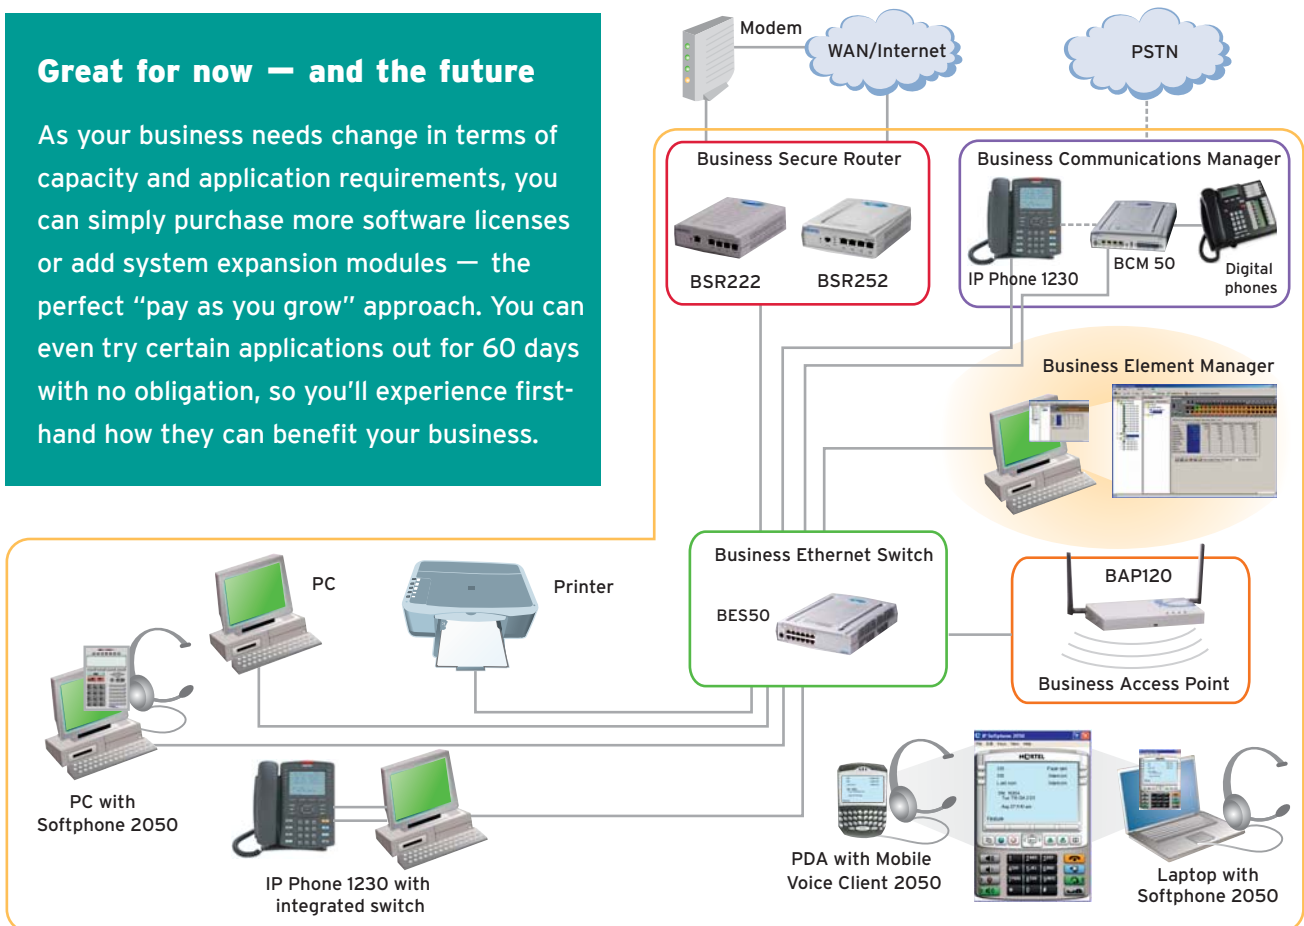 Great for now — and the future
As your business needs change in terms of
capacity and application requirements, you
can simply purchase more software licenses
or add system expansion modules — the
perfect “pay as you grow” approach. You can
even try certain applications out for 60 days
with no obligation, so you’ll experience first-
hand how they can benefit your business.
Modem
WAN/Internet
PSTN
Business Secure Router
BSR222
BSR252
Business Communications Manager
IP Phone 1230
BCM 50
Digital
phones
Business Element Manager
Business Ethernet Switch
BES50
BAP120
Business Access Point
PC
Printer
PC with
Softphone 2050
IP Phone 1230 with
integrated switch
PDA with Mobile
Voice Client 2050
IP Softphone 2050
NORTEL
Laptop with
Softphone 2050